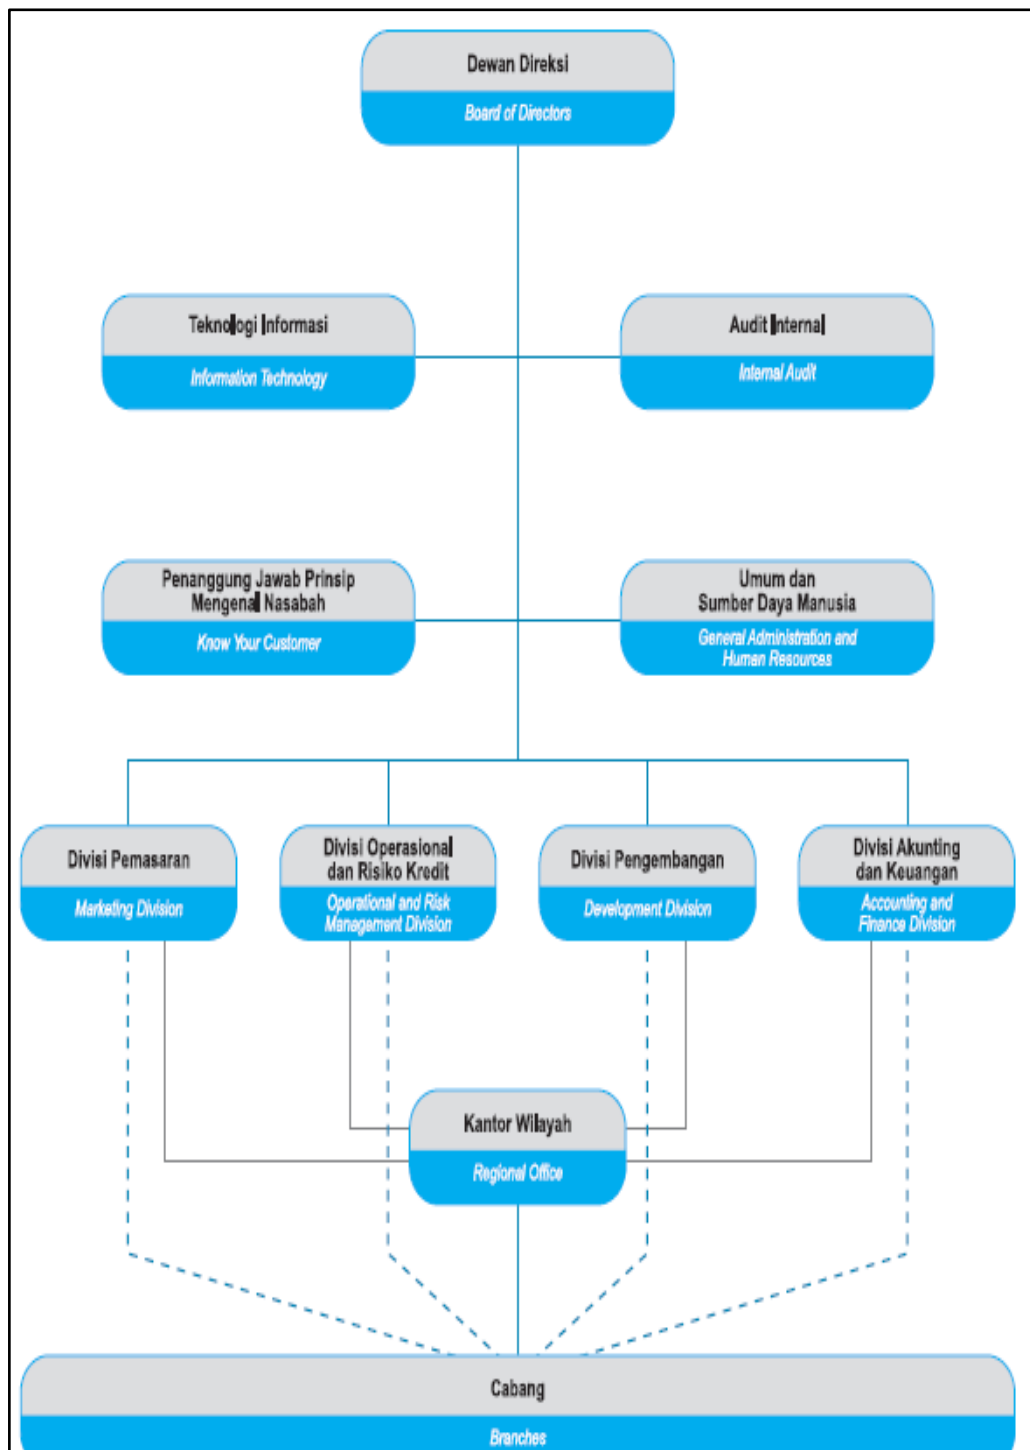 Dewan Direksi
Board of Directors
Teknologi Informasi
Information Technology
Audit Internal
Internal Audit
Penanggung Jawab Prinsip
Mengenal Nasabah
Know Your Customer
Umum dan
Sumber Daya Manusia
General Administration and
Human Resources
Divisi Pemasaran
Marketing Division
Divisi Operasional
dan Risiko Kredit
Operational and Risk
Management Division
Divisi Pengembangan
Development Division
Divisi Akunting
dan Keuangan
Accounting and
Finance Division
Kantor Wilayah
Regional Office
Cabang
Branches